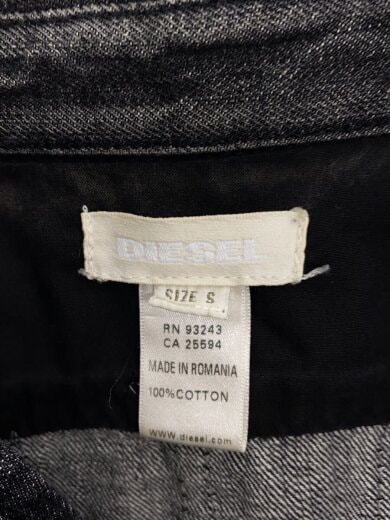 DIESEL
SIZE S
RN 93243
CA 25594
MADE IN ROMANIA
100%COTTON
www.diesel.com